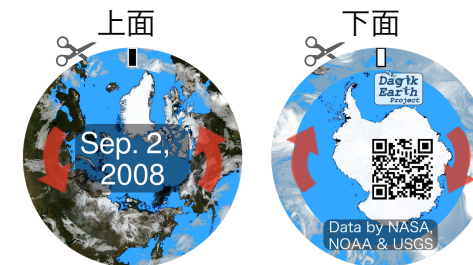 上面
下面
Sep. 2,
2008
Dagik
Earth
Project
Data by NASA,
NOAA & USGS